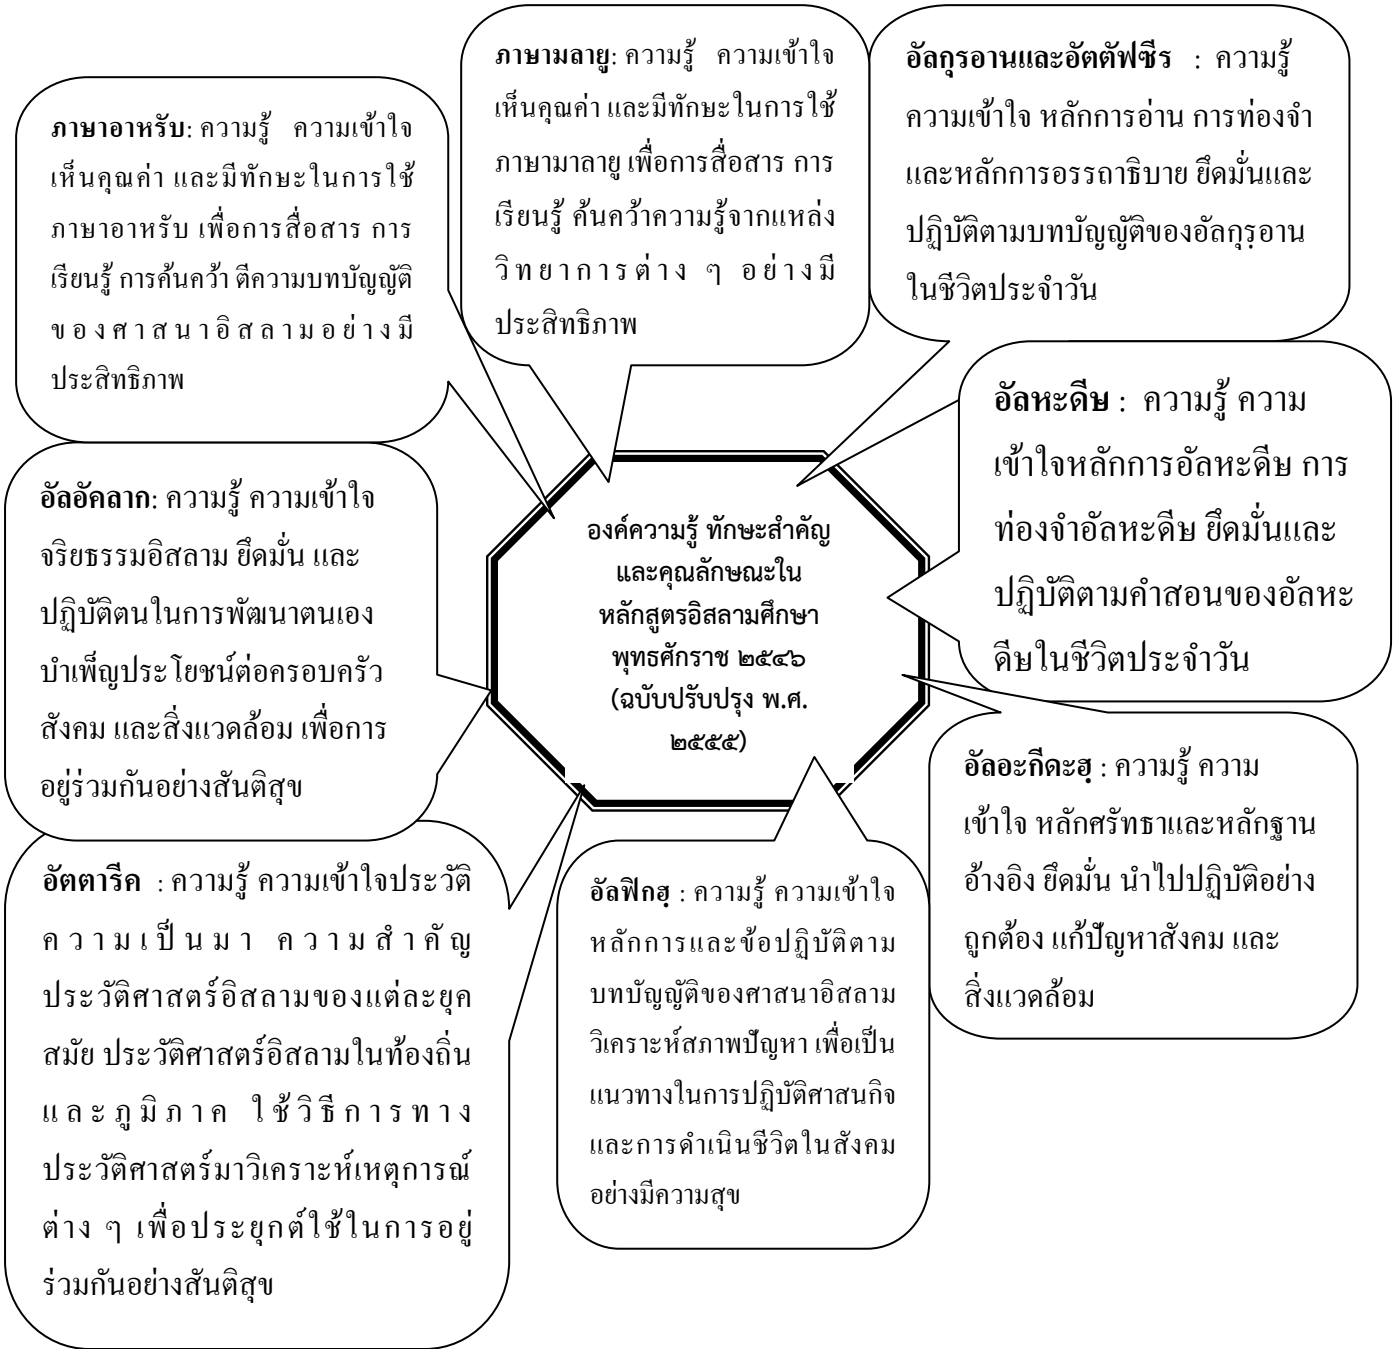 ภาษามลายู: ความรู้ ความเข้าใจ
เห็นคุณค่า และมีทักษะในการใช้
ภาษามาลายู เพื่อการสื่อสาร การ
เรียนรู้ ค้นคว้าความรู้จากแหล่ง
วิทยาการต่าง ๆ อย่างมี
ประสิทธิภาพ
อัลกุรอานและอัตตัฟซีร : ความรู้
ความเข้าใจ หลักการอ่าน การท่องจำ
และหลักการอรรถาธิบาย ยึดมั่นและ
ปฏิบัติตามบทบัญญัติของอัลกุรฺอาน
ในชีวิตประจำวัน
ภาษาอาหรับ: ความรู้ ความเข้าใจ
เห็นคุณค่า และมีทักษะในการใช้
ภาษาอาหรับ เพื่อการสื่อสาร การ
เรียนรู้ การค้นคว้า ตีความบทบัญญัติ
ของศาสนาอิสลามอย่างมี
ประสิทธิภาพ
อัลหะดีษ : ความรู้ ความ
เข้าใจหลักการอัลหะดีษ การ
ท่องจำอัลหะดีษ ยึดมั่นและ
ปฏิบัติตามคำสอนของอัลหะ
ดีษในชีวิตประจำวัน
อัลอัคลาก: ความรู้ ความเข้าใจ
จริยธรรมอิสลาม ยึดมั่น และ
ปฏิบัติตนในการพัฒนาตนเอง
บำเพ็ญประโยชน์ต่อครอบครัว
สังคม และสิ่งแวดล้อม เพื่อการ
อยู่ร่วมกันอย่างสันติสุข
องค์ความรู้ ทักษะสำคัญ
และคุณลักษณะใน
หลักสูตรอิสลามศึกษา
พุทธศักราช ๒๕๔๖
(ฉบับปรับปรุง พ.ศ.
๒๕๕๕)
อัลอะกีดะฮฺ : ความรู้ ความ
เข้าใจ หลักศรัทธาและหลักฐาน
อ้างอิง ยึดมั่น นำไปปฏิบัติอย่าง
ถูกต้อง แก้ปัญหาสังคม และ
สิ่งแวดล้อม
อัตตารีค : ความรู้ ความเข้าใจประวัติ
ความเป็นมา ความสำคัญ
ประวัติศาสตร์อิสลามของแต่ละยุค
สมัย ประวัติศาสตร์อิสลามในท้องถิ่น
และภูมิภาค ใช้วิธีการทาง
ประวัติศาสตร์มาวิเคราะห์เหตุการณ์
ต่าง ๆ เพื่อประยุกต์ใช้ในการอยู่
ร่วมกันอย่างสันติสุข
อัลฟิกฮฺ : ความรู้ ความเข้าใจ
หลักการและข้อปฏิบัติตาม
บทบัญญัติของศาสนาอิสลาม
วิเคราะห์สภาพปัญหา เพื่อเป็น
แนวทางในการปฏิบัติศาสนกิจ
และการดำเนินชีวิตในสังคม
อย่างมีความสุข